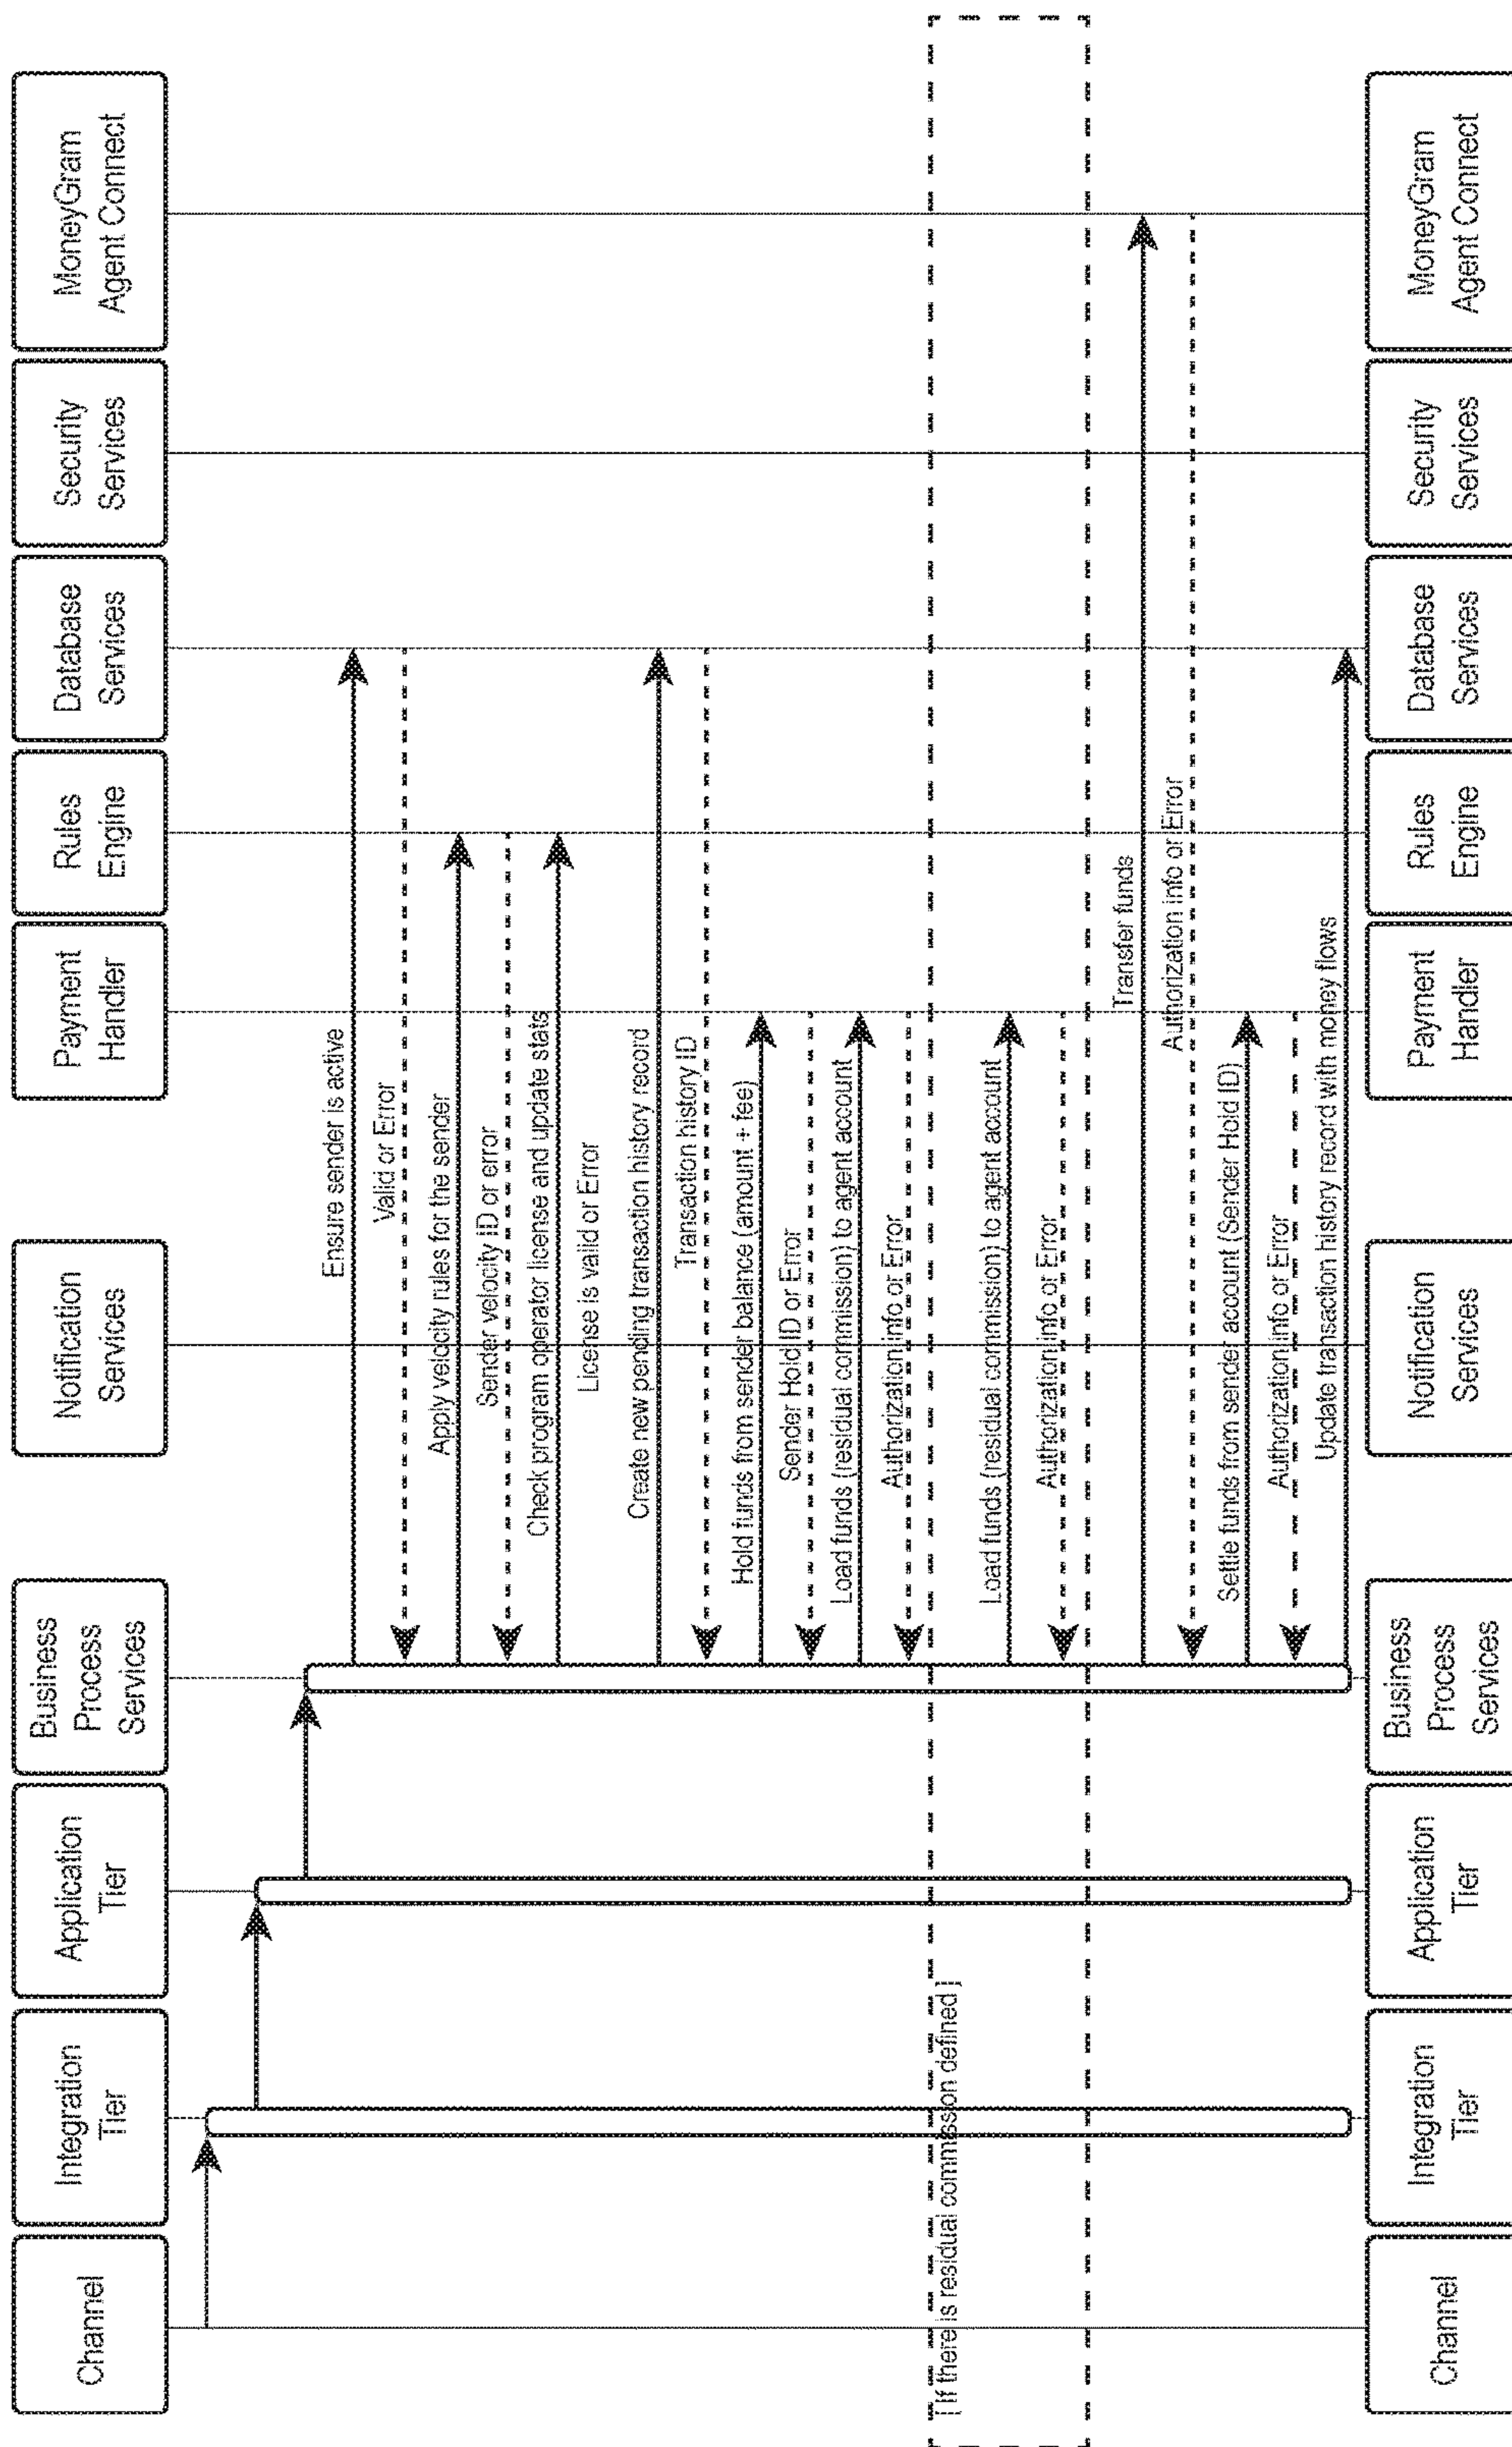 Channel
Integration
Tier
Application
Tier
Business
Process
Services
Notification
Services
Payment
Handler
Rules
Engine
Database
Services
Security
Services
MoneyGram
Agent Connect
Ensure sender is active
Valid or Error
Apply velocity rules for the sender
Sender velocity ID or error
Check program operator license and update stats
License is valid or Error
Create new pending transaction history record
Transaction history ID
Hold funds from sender balance (amount + fee)
Sender Hold ID or Error
Load funds (residual commission) to agent account
Authorization info or Error
[ If there is residual commission defined ]
Load funds (residual commission) to agent account
Authorization info or Error
Transfer funds
Authorization info or Error
Settle funds from sender account (Sender Hold ID)
Authorization info or Error
Update transaction history record with money flows
Channel
Integration
Tier
Application
Tier
Business
Process
Services
Notification
Services
Payment
Handler
Rules
Engine
Database
Services
Security
Services
MoneyGram
Agent Connect